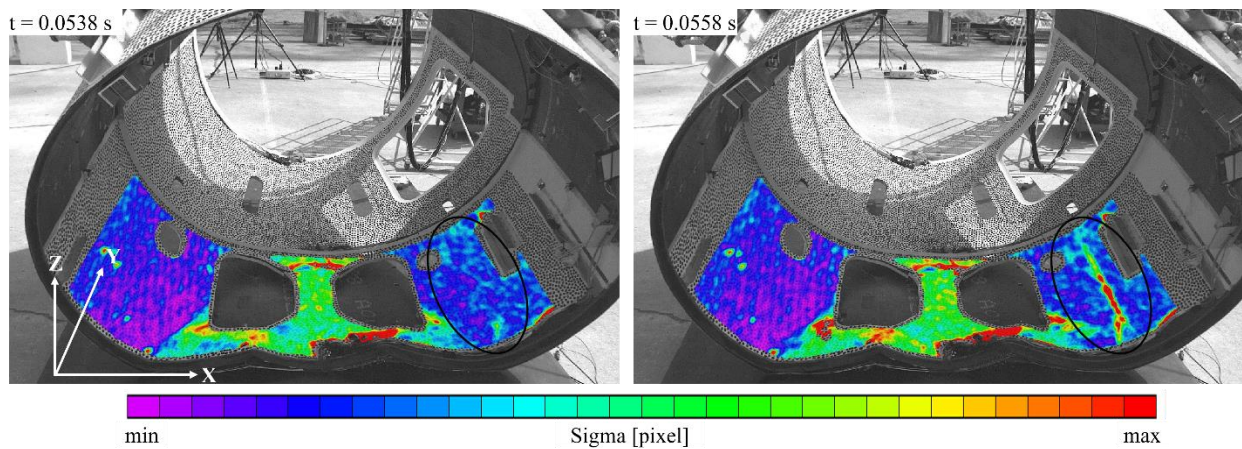 t = 0.0538 s
t = 0.0558 s
Z
Y
X
min
Sigma [pixel]
max